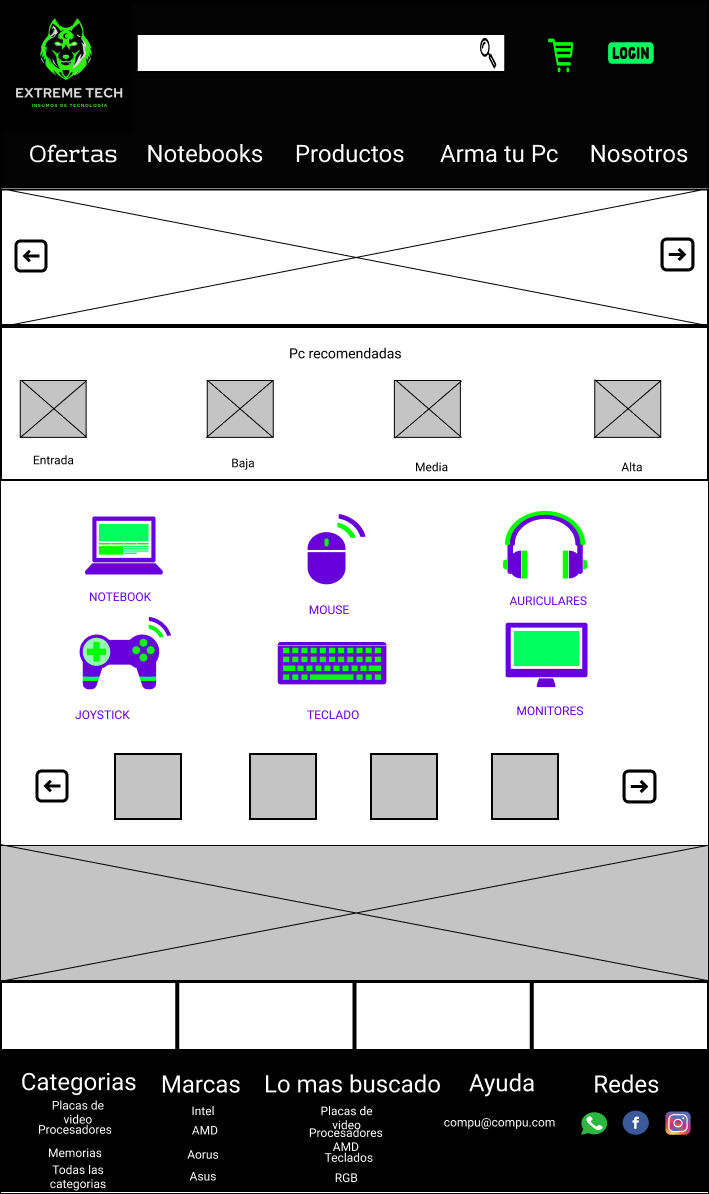 EXTREME TECH
INSUMOS DE TECNOLOGÍA
LOGIN
Ofertas
Notebooks
Productos
Arma tu Pc
Nosotros
Pc recomendadas
Entrada
Baja
Media
Alta
NOTEBOOK
MOUSE
AURICULARES
JOYSTICK
TECLADO
MONITORES
Categorias
Placas de
video
Procesadores
Memorias
Todas las
categorias
Marcas
Intel
AMD
Aorus
Asus
Lo mas buscado
Placas de
video
Procesadores
AMD
Teclados
RGB
Ayuda
compu@compu.com
Redes